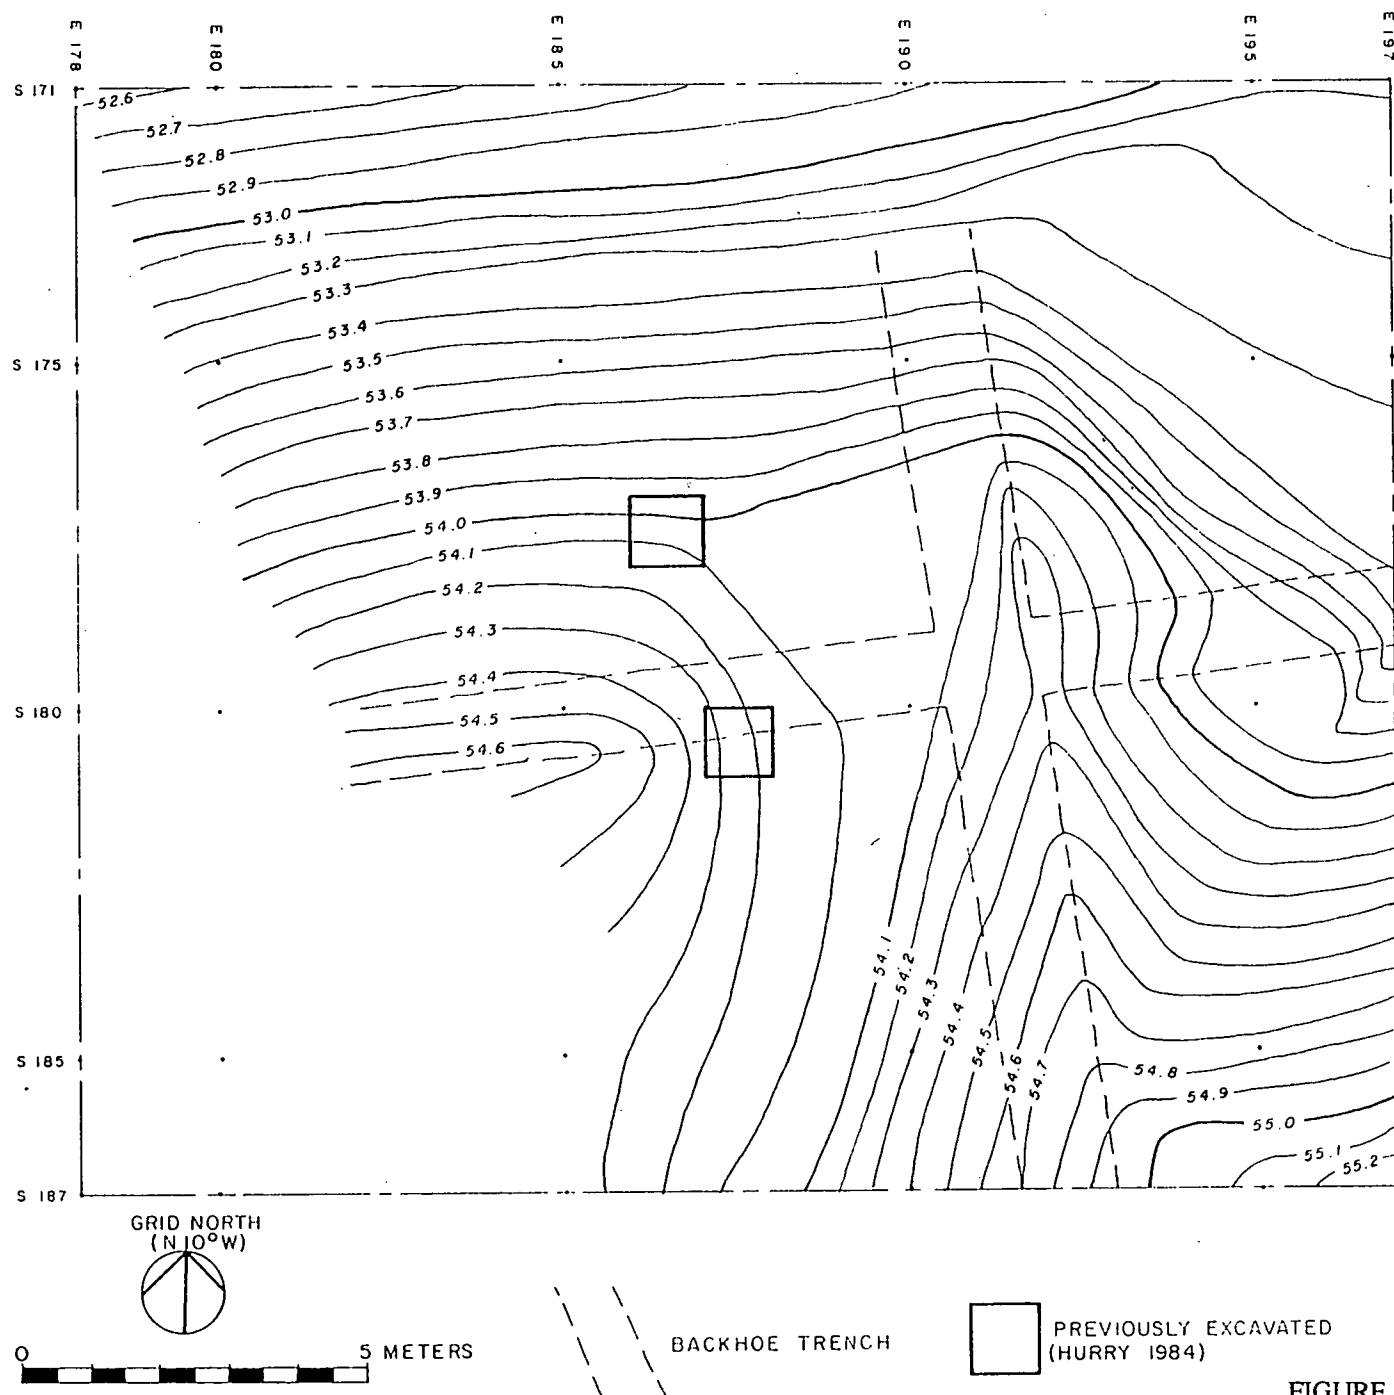 E 178
E 180
E 185
E 190
E 195
E 197
S 171
52.6
52.7
52.8
52.9
53.0
53.1
53.2
53.3
53.4
S 175
53.5
53.6
53.7
53.8
53.9
54.0
54.1
54.2
54.3
54.4
S 180
54.5
54.6
54.1
54.2
54.3
54.4
54.5
54.6
54.7
S 185
54.8
54.9
55.0
55.1
55.2
S 187
GRID NORTH
(N 10° W)
0 5 METERS
BACKHOE TRENCH
PREVIOUSLY EXCAVATED
(HURRY 1984)
FIGURE